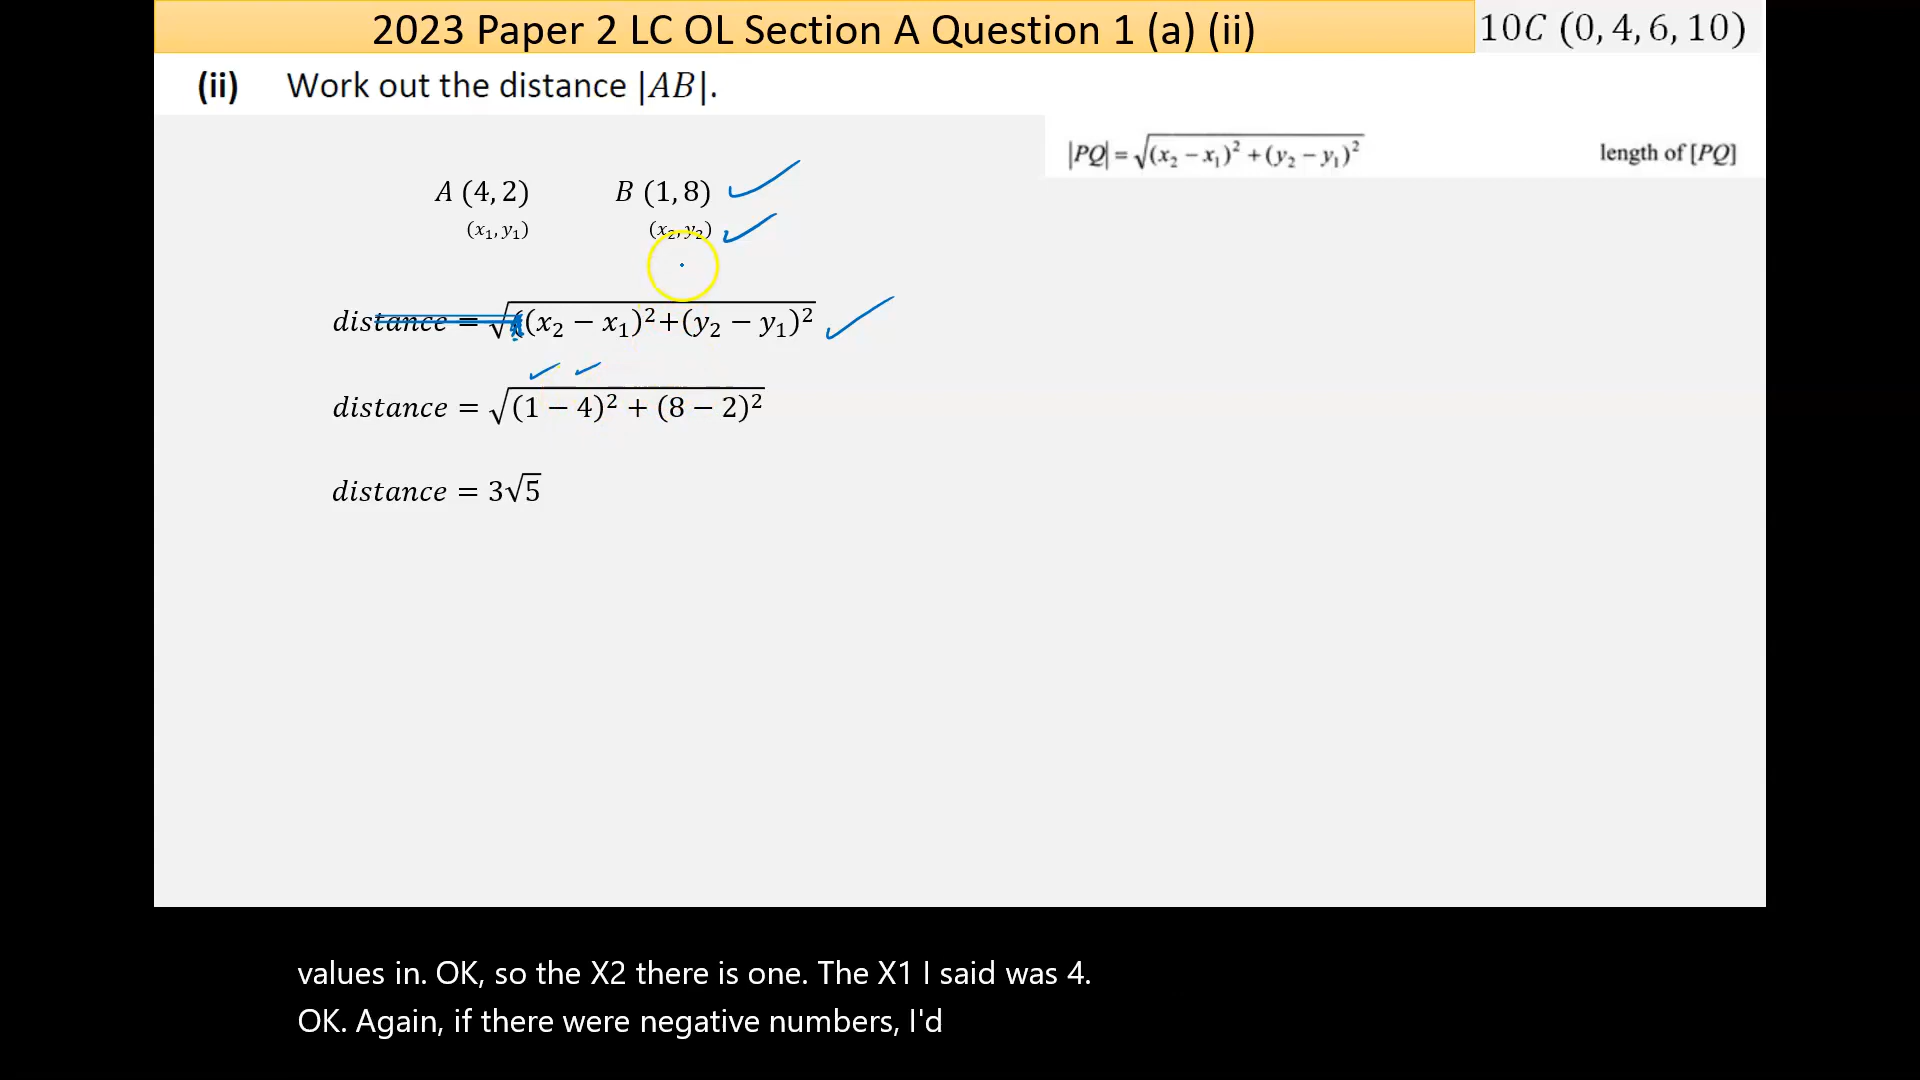 2023 Paper 2 LC OL Section A Question 1 (a) (ii)
10C (0, 4, 6, 10)
(ii) Work out the distance |AB|.
|PQ| = √(x₂ − x₁)² + (y₂ − y₁)² length of [PQ]
A (4, 2) B (1, 8)
(x₁, y₁) (x₂, y₂)
distance = √((x₂ − x₁)²+(y₂ − y₁)²
distance = √(1 − 4)² + (8 − 2)²
distance = 3√5
values in. OK, so the X2 there is one. The X1 I said was 4.
OK. Again, if there were negative numbers, I'd